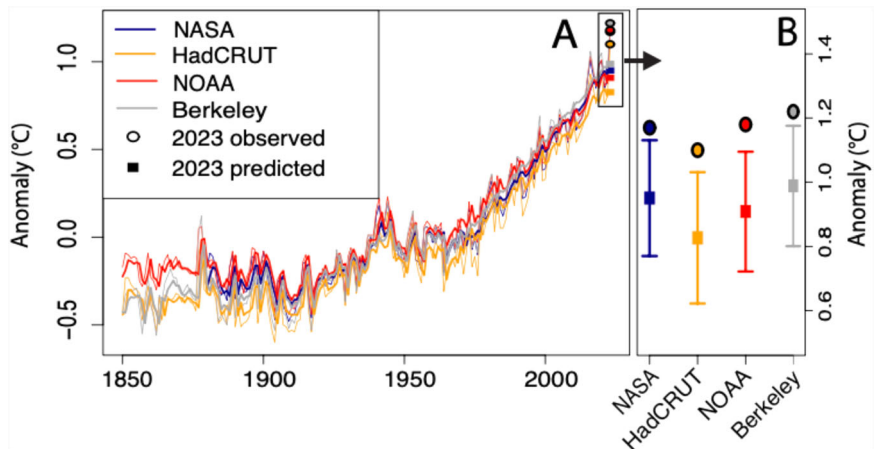 NASA
HadCRUT
NOAA
Berkeley
2023 observed
2023 predicted
A
B
Anomaly (°C)
1.0
0.5
0.0
−0.5
1850
1900
1950
2000
1.4
1.2
1.0
0.8
0.6
Anomaly (°C)
NASA
HadCRUT
NOAA
Berkeley